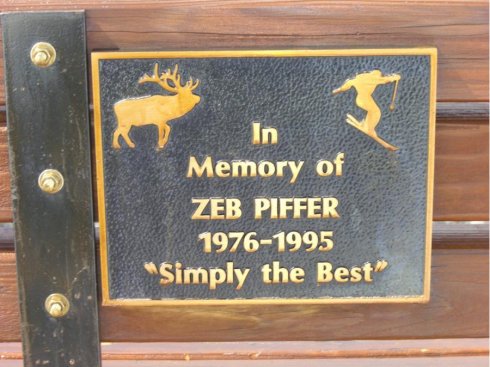 In
Memory of
ZEB PIFFER
1976-1995
"Simply the Best"